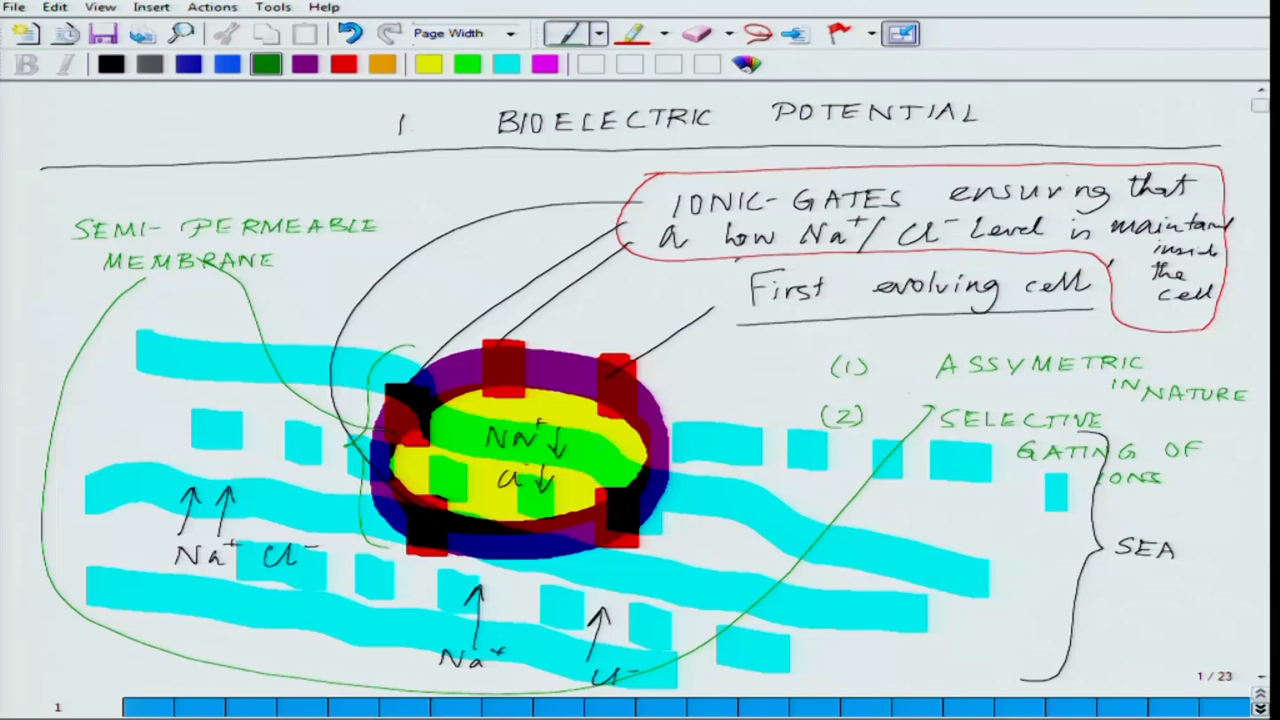 File Edit View Insert Actions Tools Help
Page Width
1 BIOELECTRIC POTENTIAL
IONIC-GATES ensuring that
a low Na+/Cl- Level is maintaned
inside
the
cell
SEMI-PERMEABLE
MEMBRANE
First evolving cell
(1) ASSYMETRIC
IN NATURE
(2) SELECTIVE
GATING OF
IONS
Na+↓
Cl-↓
Na+ Cl-
SEA
Na+
Cl-
1 / 23
1